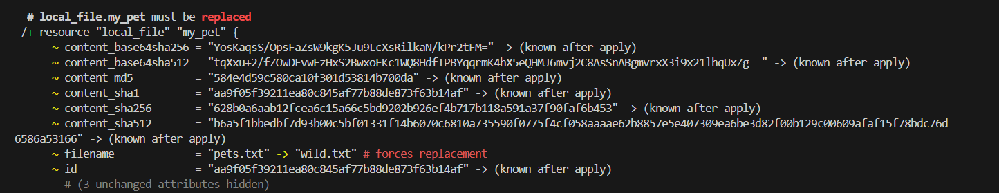 # local_file.my_pet must be replaced
-/+ resource "local_file" "my_pet" {
~ content_base64sha256 = "YosKaqsS/OpsFaZsW9kgK5Ju9LcXsRilkaN/kPr2tFM=" -> (known after apply)
~ content_base64sha512 = "tqXxu+2/fZOwDFvwEzHxS2BwxoEKc1WQ8HdfTPBYqqrmK4hX5eQHMJ6mvj2C8AsSnABgmvrxX3i9x21lhqUxZg==" -> (known after apply)
~ content_md5 = "584e4d59c580ca10f301d53814b700da" -> (known after apply)
~ content_sha1 = "aa9f05f39211ea80c845af77b88de873f63b14af" -> (known after apply)
~ content_sha256 = "628b0a6aab12fcea6c15a66c5bd9202b926ef4b717b118a591a37f90faf6b453" -> (known after apply)
~ content_sha512 = "b6a5f1bbedbf7d93b00c5bf01331f14b6070c6810a735590f0775f4cf058aaaae62b8857e5e407309ea6be3d82f00b129c00609afaf15f78bdc76d
6586a53166" -> (known after apply)
~ filename = "pets.txt" -> "wild.txt" # forces replacement
~ id = "aa9f05f39211ea80c845af77b88de873f63b14af" -> (known after apply)
# (3 unchanged attributes hidden)